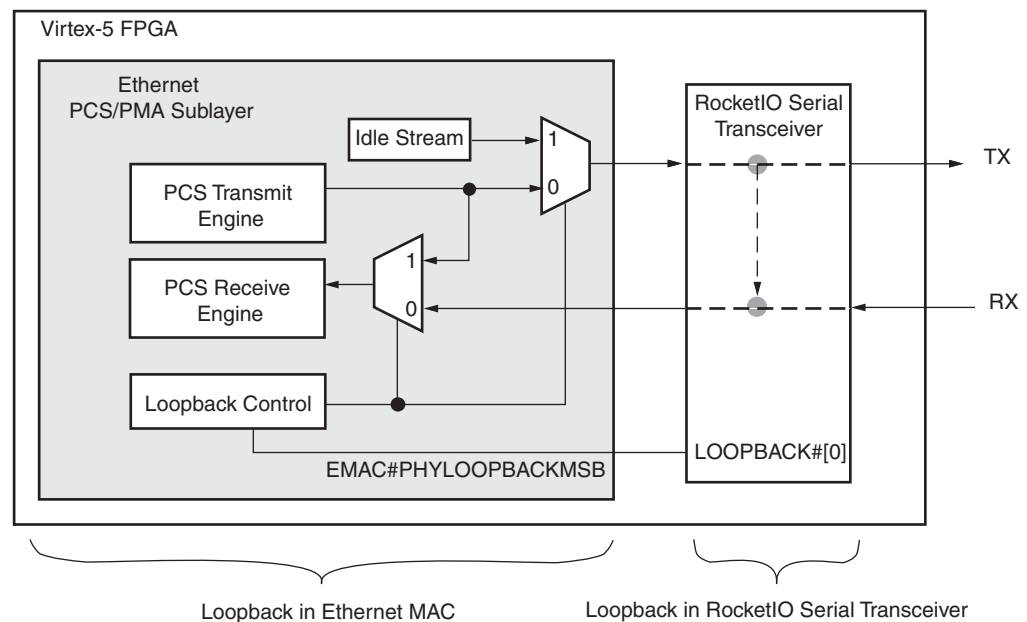 Virtex-5 FPGA
Ethernet
PCS/PMA Sublayer
Idle Stream
1
0
PCS Transmit
Engine
1
0
PCS Receive
Engine
Loopback Control
EMAC#PHYLOOPBACKMSB
RocketIO Serial
Transceiver
LOOPBACK#[0]
TX
RX
Loopback in Ethernet MAC
Loopback in RocketIO Serial Transceiver